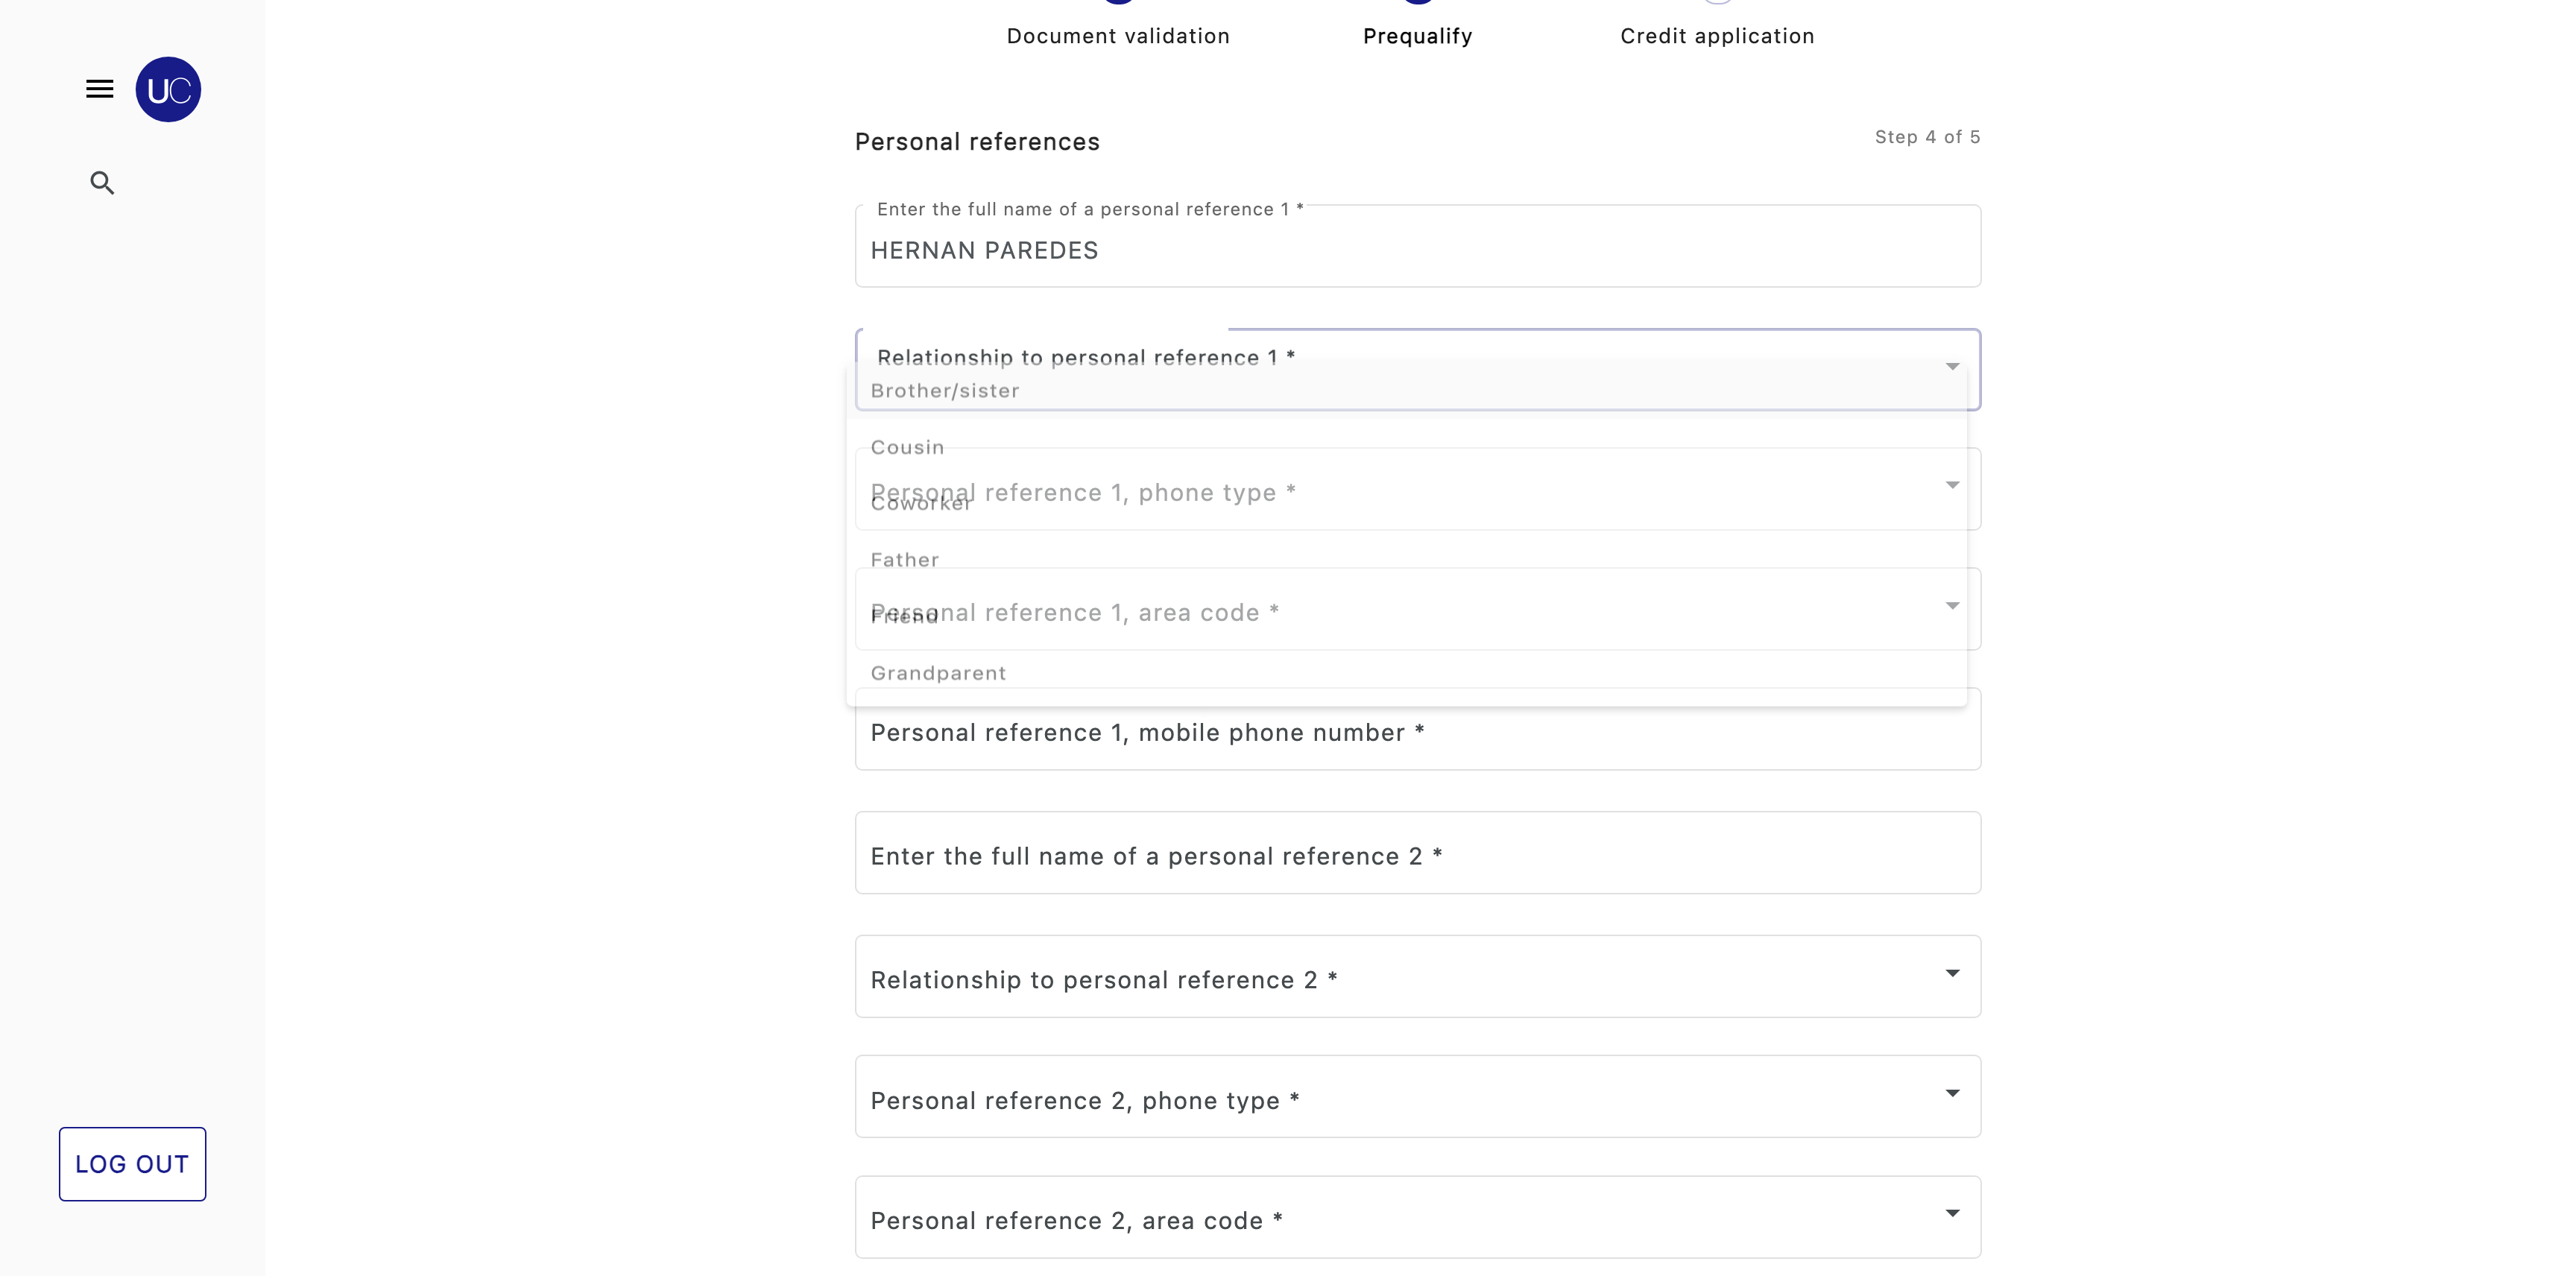 Document validation
Prequalify
Credit application
UC
Personal references
Step 4 of 5
Enter the full name of a personal reference 1 *
HERNAN PAREDES
Relationship to personal reference 1 *
Brother/sister
Cousin
Personal reference 1, phone type *
Coworker
Father
Personal reference 1, area code *
Friend
Grandparent
Personal reference 1, mobile phone number *
Enter the full name of a personal reference 2 *
Relationship to personal reference 2 *
Personal reference 2, phone type *
LOG OUT
Personal reference 2, area code *